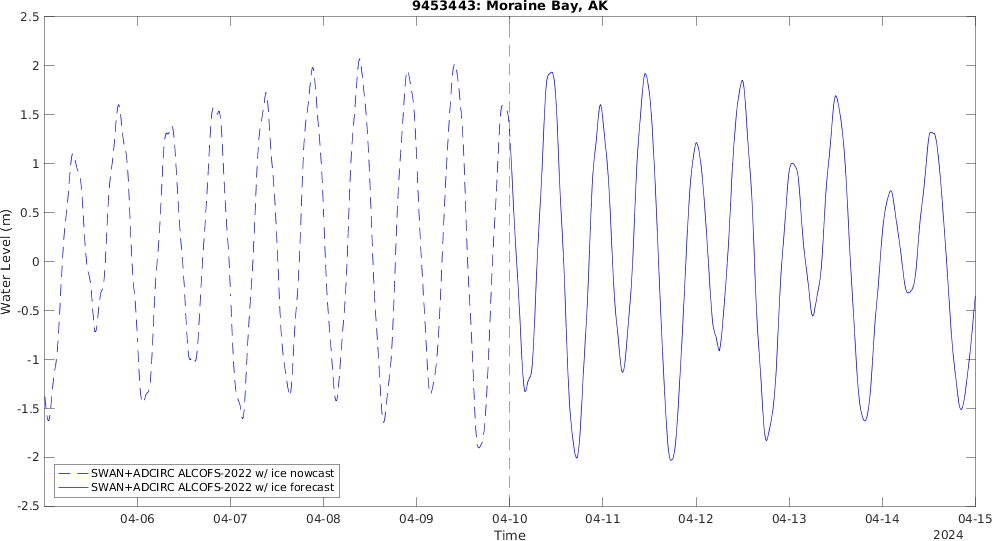 9453443: Moraine Bay, AK
2.5
2
1.5
1
0.5
0
-0.5
-1
-1.5
-2
-2.5
Water Level (m)
SWAN+ADCIRC ALCOFS-2022 w/ ice nowcast
SWAN+ADCIRC ALCOFS-2022 w/ ice forecast
04-06 04-07 04-08 04-09 04-10 04-11 04-12 04-13 04-14 04-15
Time
2024